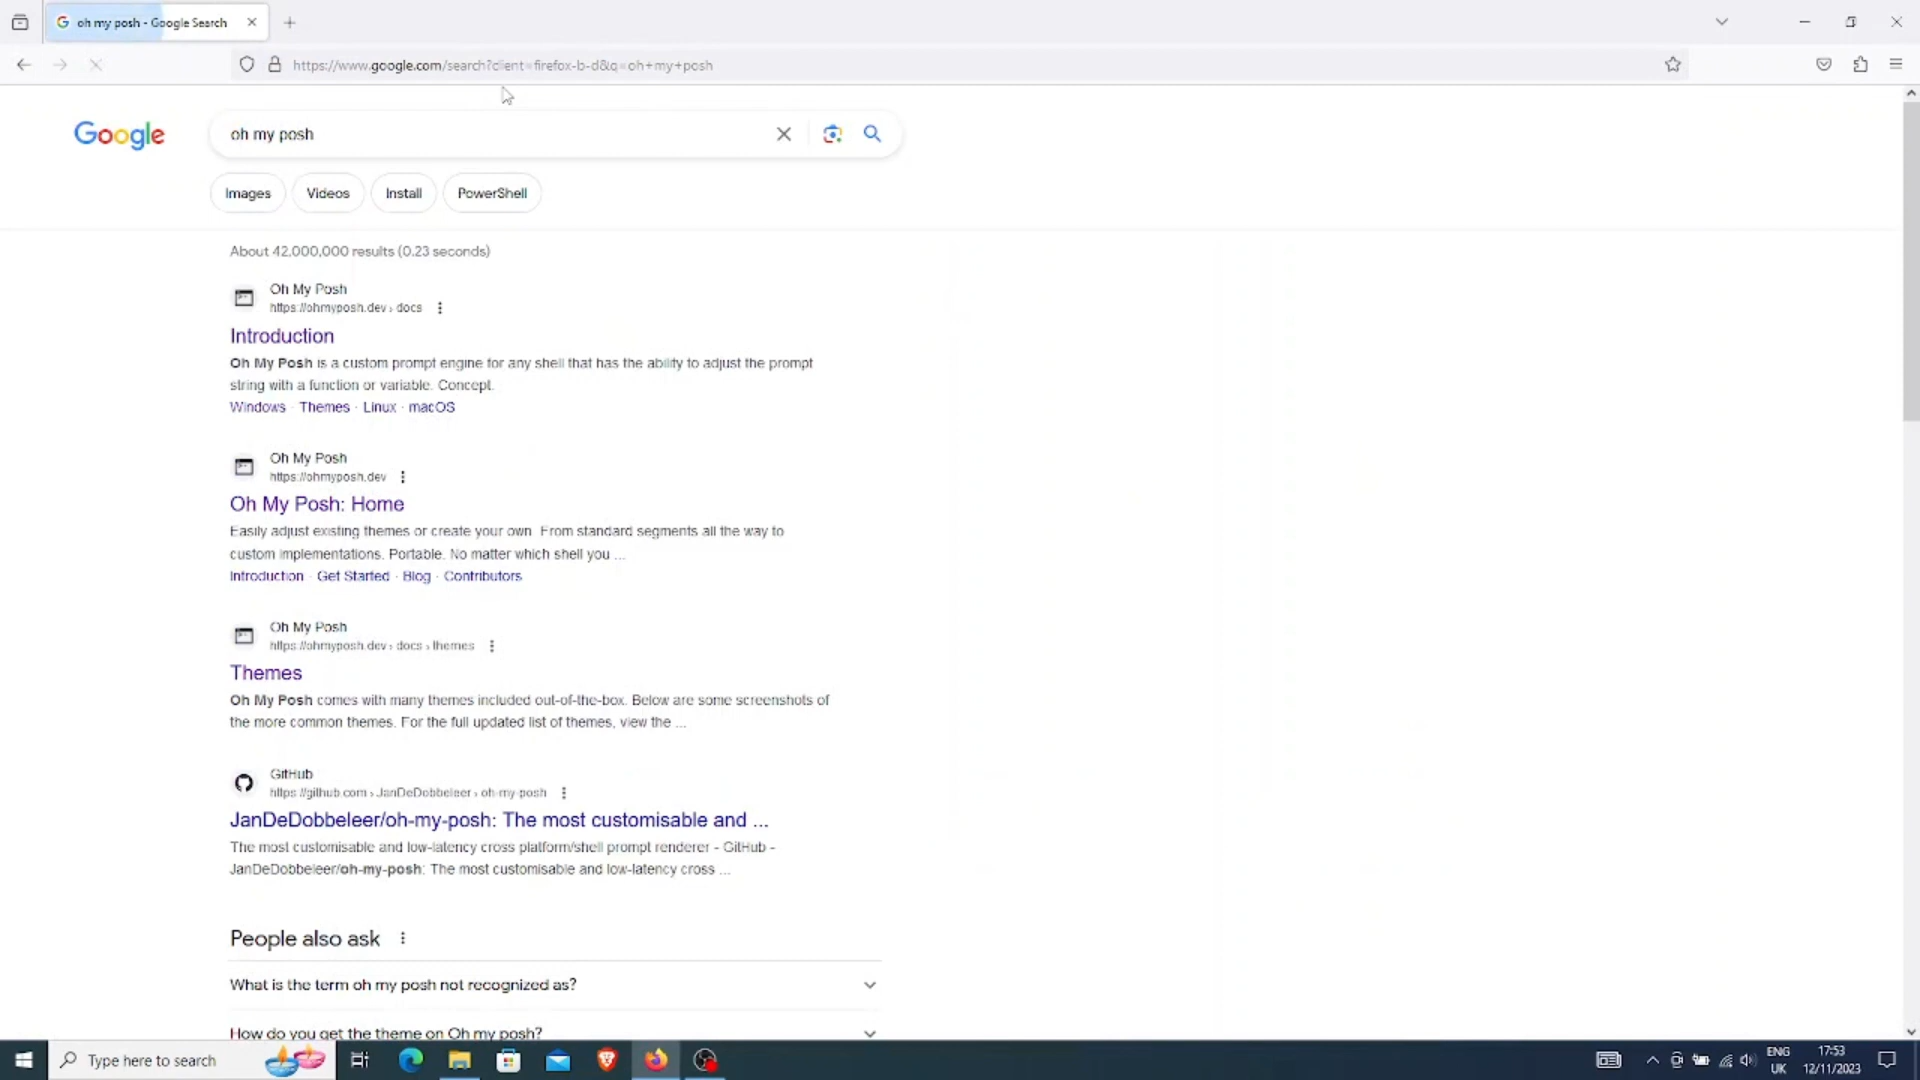 oh my posh - Google Search
https://www.google.com/search?client=firefox-b-d&q=oh+my+posh
Google
oh my posh
Images
Videos
Install
PowerShell
About 42,000,000 results (0.23 seconds)
Oh My Posh
https://ohmyposh.dev › docs
Introduction
Oh My Posh is a custom prompt engine for any shell that has the ability to adjust the prompt
string with a function or variable. Concept.
Windows · Themes · Linux · macOS
Oh My Posh
https://ohmyposh.dev
Oh My Posh: Home
Easily adjust existing themes or create your own. From standard segments all the way to
custom implementations. Portable. No matter which shell you ...
Introduction · Get Started · Blog · Contributors
Oh My Posh
https://ohmyposh.dev › docs › themes
Themes
Oh My Posh comes with many themes included out-of-the-box. Below are some screenshots of
the more common themes. For the full updated list of themes, view the ...
GitHub
https://github.com › JanDeDobbeleer › oh-my-posh
JanDeDobbeleer/oh-my-posh: The most customisable and ...
The most customisable and low-latency cross platform/shell prompt renderer - GitHub -
JanDeDobbeleer/oh-my-posh: The most customisable and low-latency cross ...
People also ask
What is the term oh my posh not recognized as?
How do you get the theme on Oh my posh?
Type here to search
ENG
UK
17:53
12/11/2023